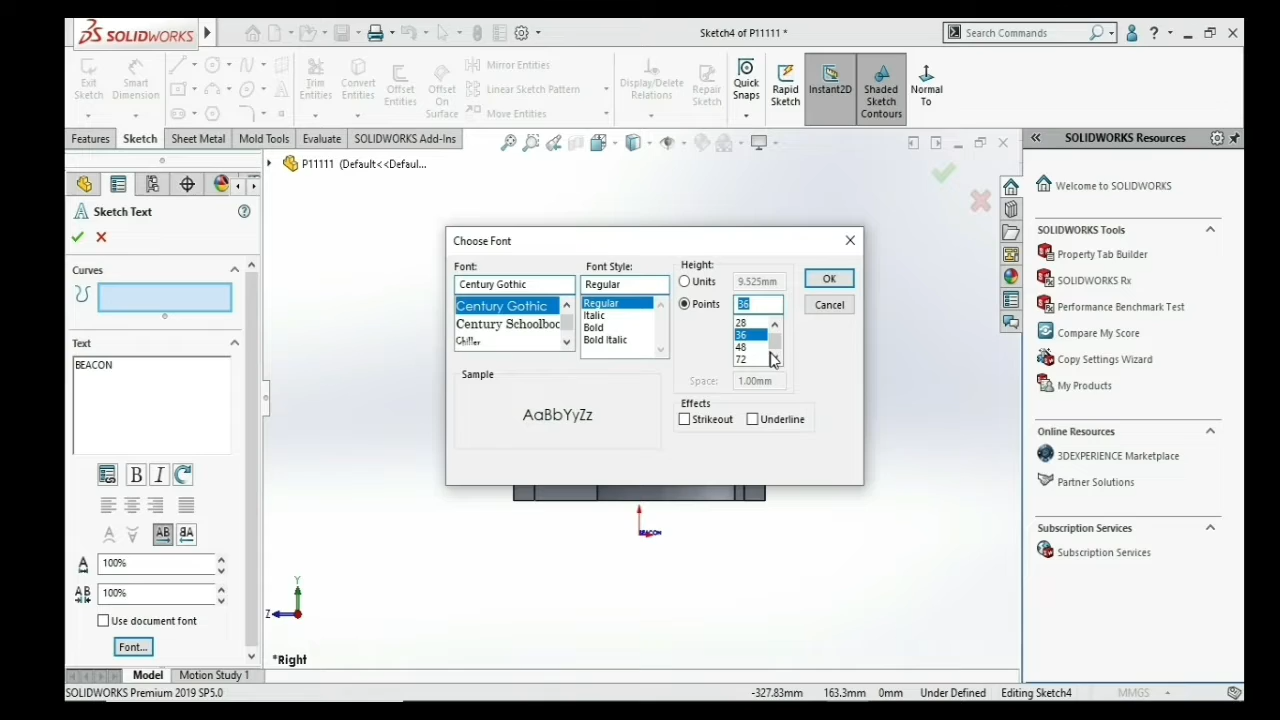 SOLIDWORKS
Sketch4 of P11111 *
Search Commands
Exit Sketch
Smart Dimension
Trim Entities
Convert Entities
Offset Entities
Offset On Surface
Mirror Entities
Linear Sketch Pattern
Move Entities
Display/Delete Relations
Repair Sketch
Quick Snaps
Rapid Sketch
Instant2D
Shaded Sketch Contours
Normal To
Features
Sketch
Sheet Metal
Mold Tools
Evaluate
SOLIDWORKS Add-Ins
P11111 (Default<<Defaul...
SOLIDWORKS Resources
Sketch Text
Curves
Text
BEACON
B I
AB
100%
AB
100%
Use document font
Font...
Choose Font
Font:
Century Gothic
Century Gothic
Century Schoolboc
Chiller
Font Style:
Regular
Regular
Italic
Bold
Bold Italic
Height:
Units
9.525mm
Points
36
28
36
48
72
Space:
1.00mm
OK
Cancel
Sample
AaBbYyZz
Effects
Strikeout
Underline
BEACON
Y
Z
*Right
Welcome to SOLIDWORKS
SOLIDWORKS Tools
Property Tab Builder
SOLIDWORKS Rx
Performance Benchmark Test
Compare My Score
Copy Settings Wizard
My Products
Online Resources
3DEXPERIENCE Marketplace
Partner Solutions
Subscription Services
Subscription Services
Model
Motion Study 1
SOLIDWORKS Premium 2019 SP5.0
-327.83mm
163.3mm
0mm
Under Defined
Editing Sketch4
MMGS